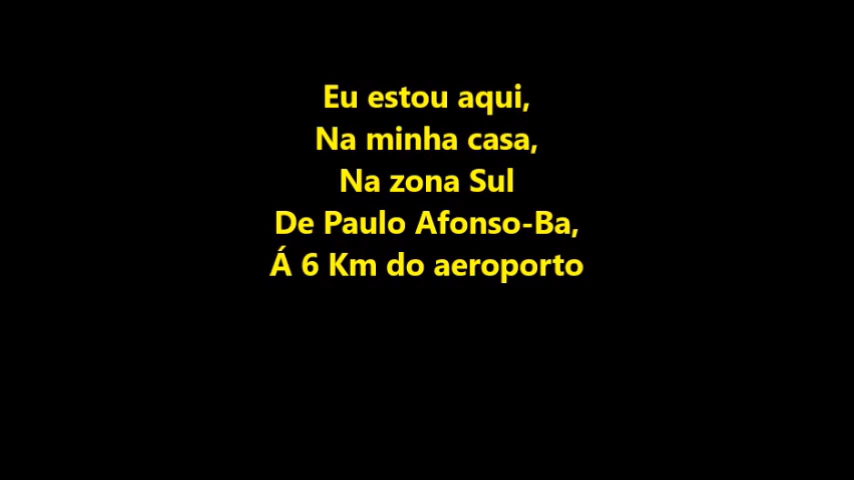 Eu estou aqui,
Na minha casa,
Na zona Sul
De Paulo Afonso-Ba,
Á 6 Km do aeroporto